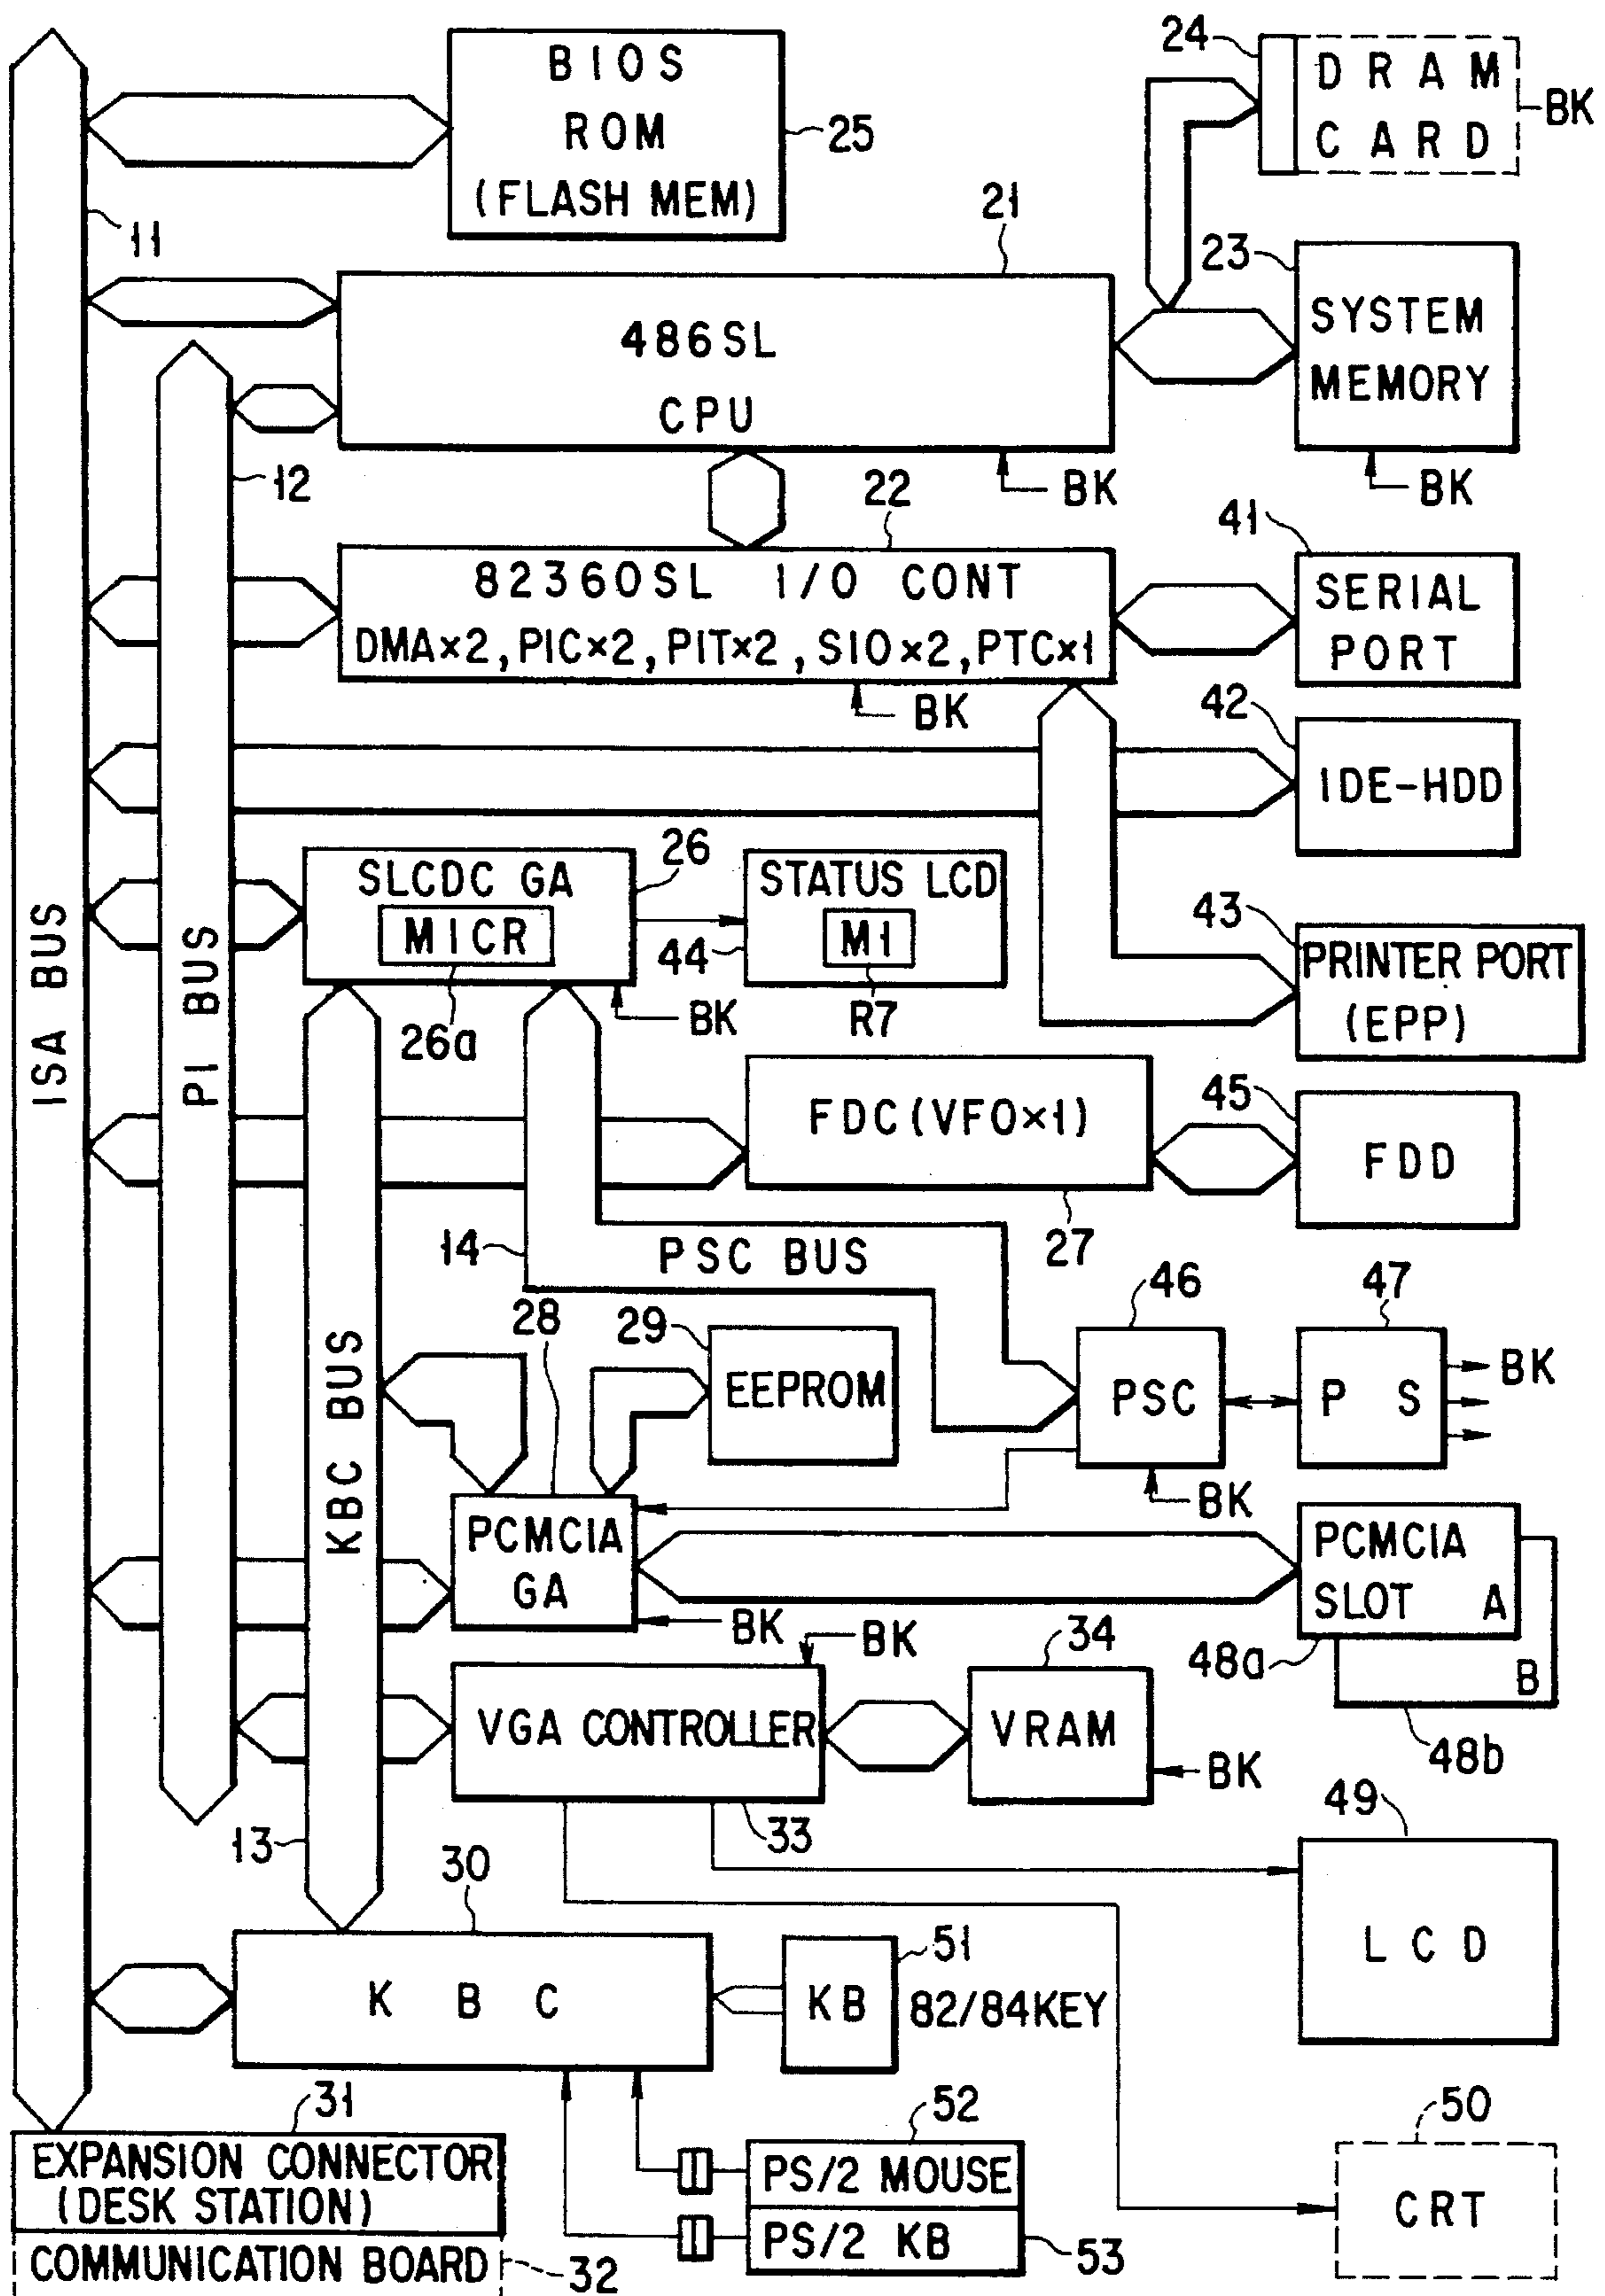 BIOS
ROM
(FLASH MEM)
25
24
DRAM
CARD
BK
11
21
486SL
CPU
23
SYSTEM
MEMORY
BK
BK
12
22
82360SL I/O CONT
DMA×2, PIC×2, PIT×2, SIO×2, PTC×1
BK
41
SERIAL
PORT
42
IDE-HDD
ISA BUS
PI BUS
SLCDC GA
MICR
26
26a
BK
STATUS LCD
M1
44
R7
43
PRINTER PORT
(EPP)
FDC(VFO×1)
27
45
FDD
14
PSC BUS
KBC BUS
28
29
EEPROM
46
PSC
BK
47
PS
BK
PCMCIA
GA
BK
PCMCIA
SLOT A
48a
B
48b
BK
VGA CONTROLLER
33
34
VRAM
BK
13
49
LCD
30
KBC
KB
51
82/84KEY
31
EXPANSION CONNECTOR
(DESK STATION)
COMMUNICATION BOARD
32
52
PS/2 MOUSE
PS/2 KB
53
50
CRT